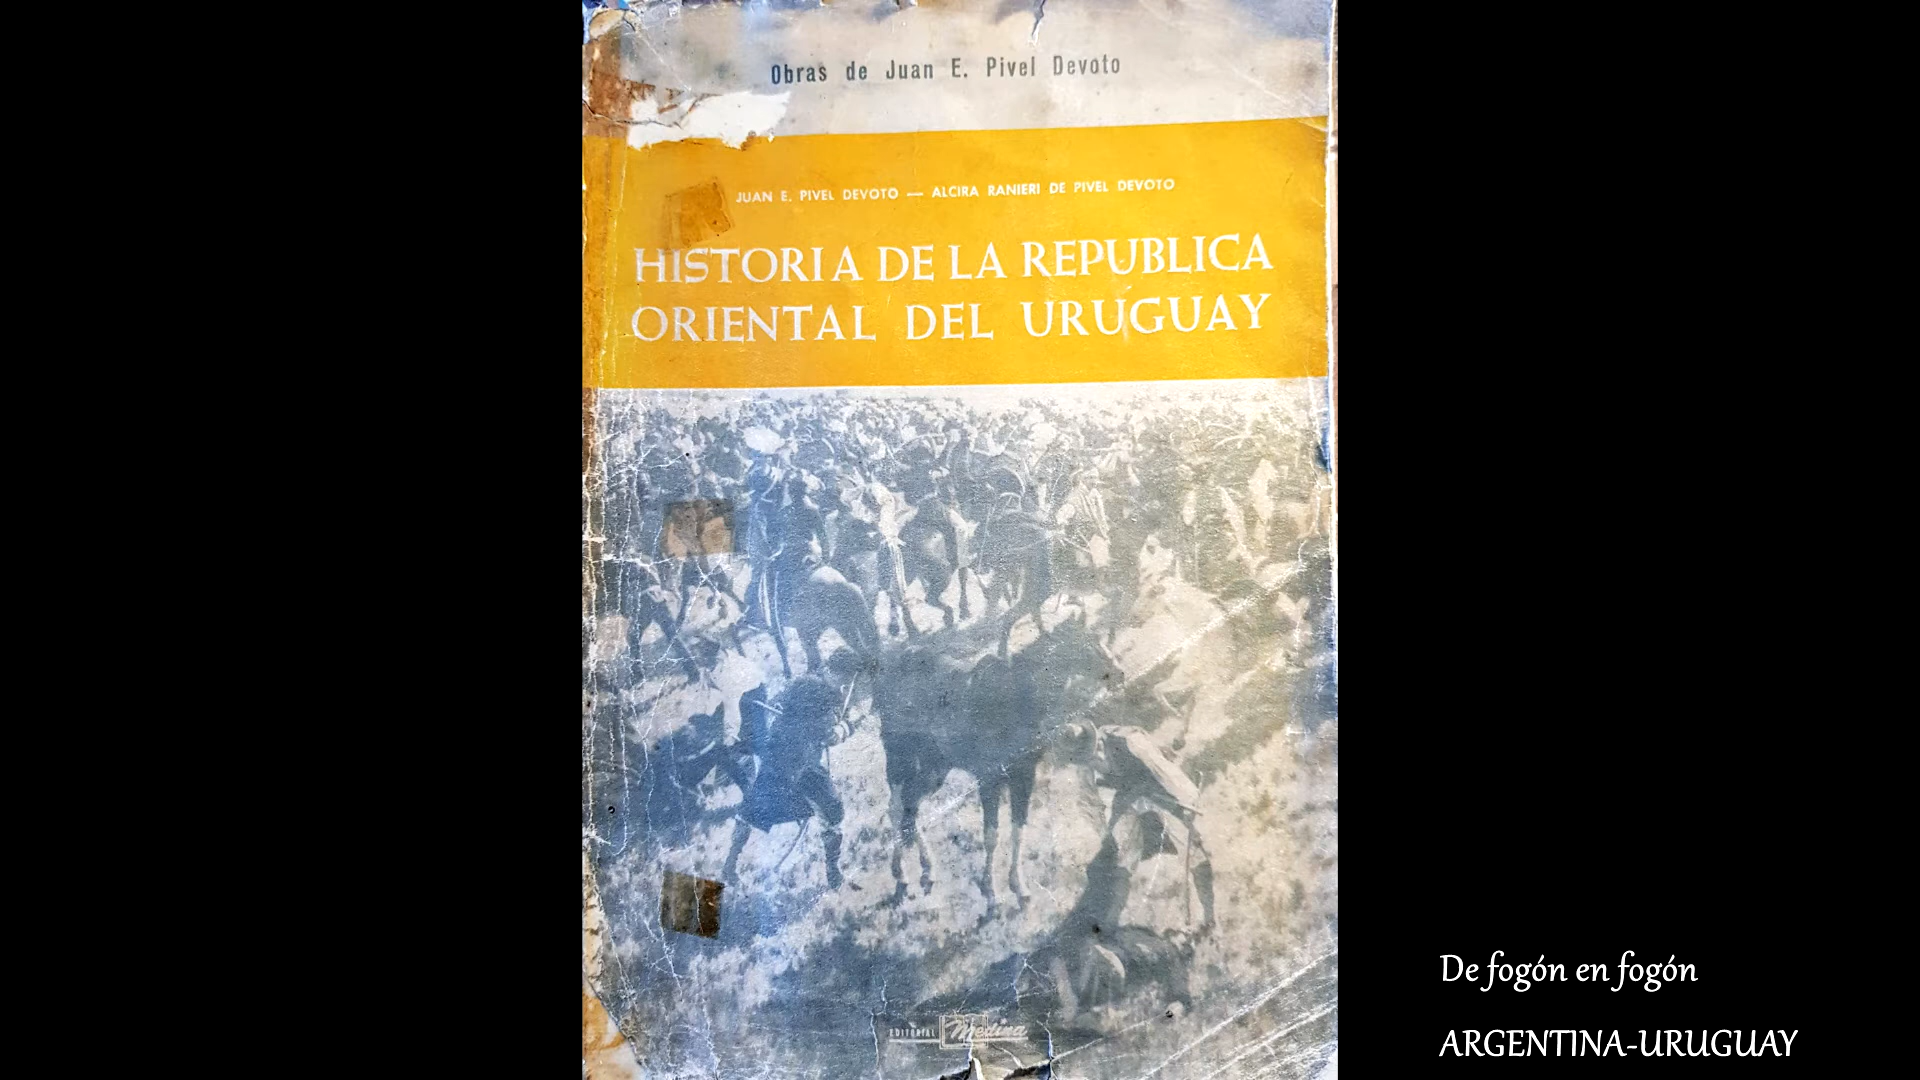 Obras de Juan E. Pivel Devoto
JUAN E. PIVEL DEVOTO — ALCIRA RANIERI DE PIVEL DEVOTO
HISTORIA DE LA REPUBLICA
ORIENTAL DEL URUGUAY
EDITORIAL Medina
De fogón en fogón
ARGENTINA-URUGUAY